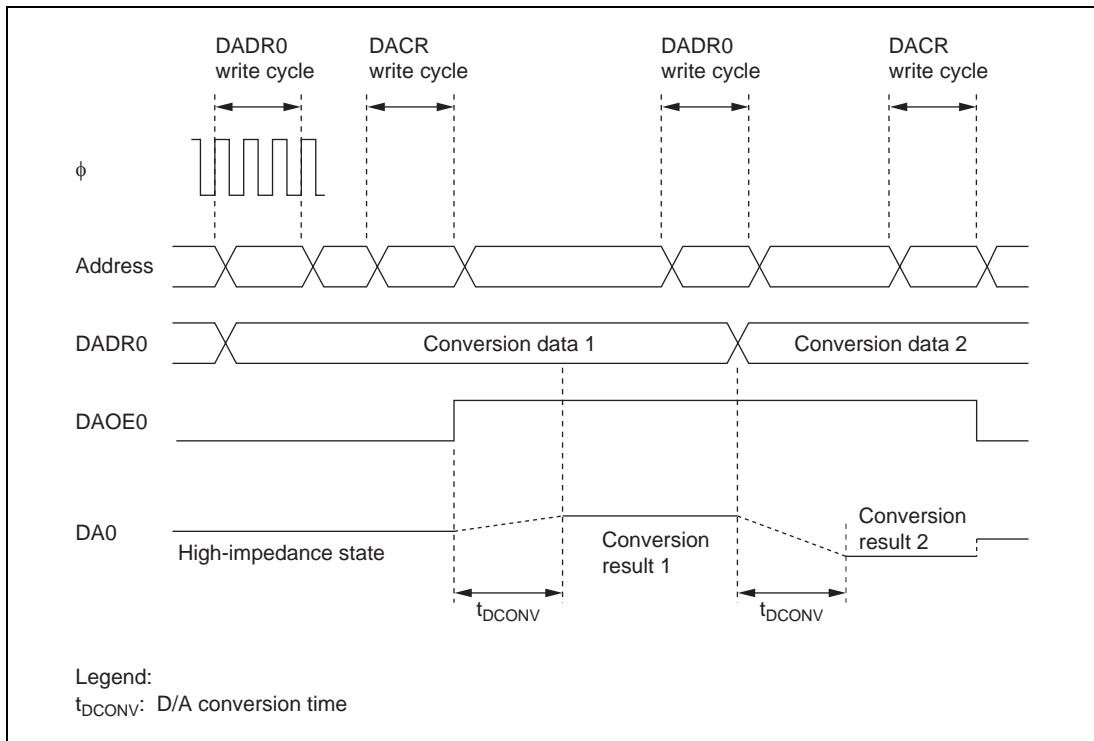 DADR0
write cycle
DACR
write cycle
DADR0
write cycle
DACR
write cycle
ϕ
Address
DADR0
Conversion data 1
Conversion data 2
DAOE0
DA0
High-impedance state
Conversion
result 1
Conversion
result 2
tDCONV
tDCONV
Legend:
tDCONV: D/A conversion time